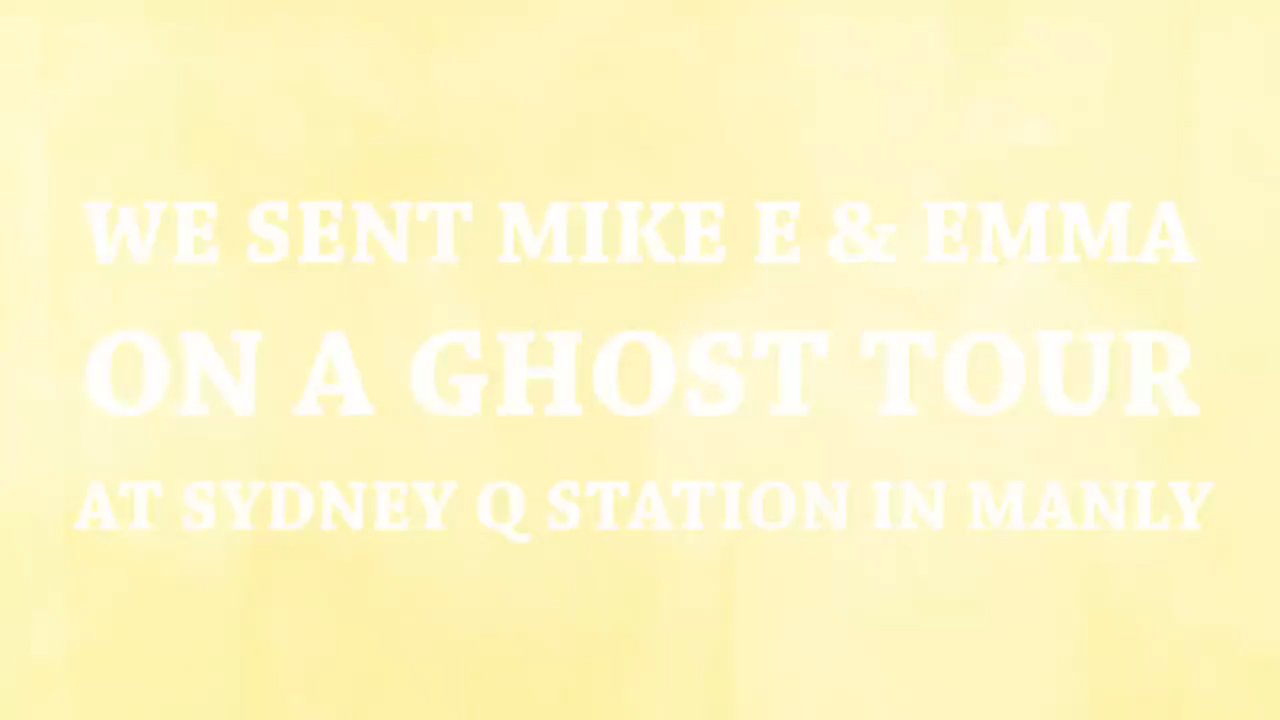 WE SENT MIKE E & EMMA
ON A GHOST TOUR
AT SYDNEY Q STATION IN MANLY